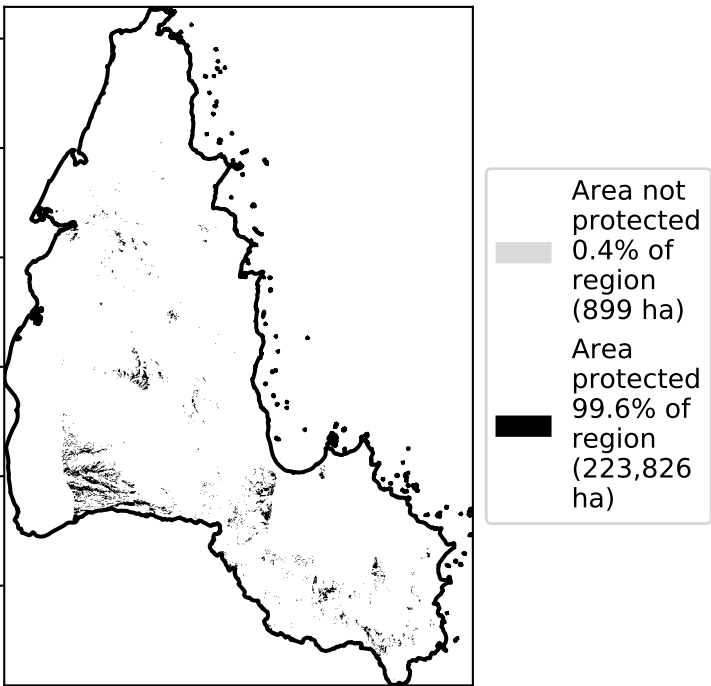 Area not
protected
0.4% of
region
(899 ha)
Area
protected
99.6% of
region
(223,826
ha)